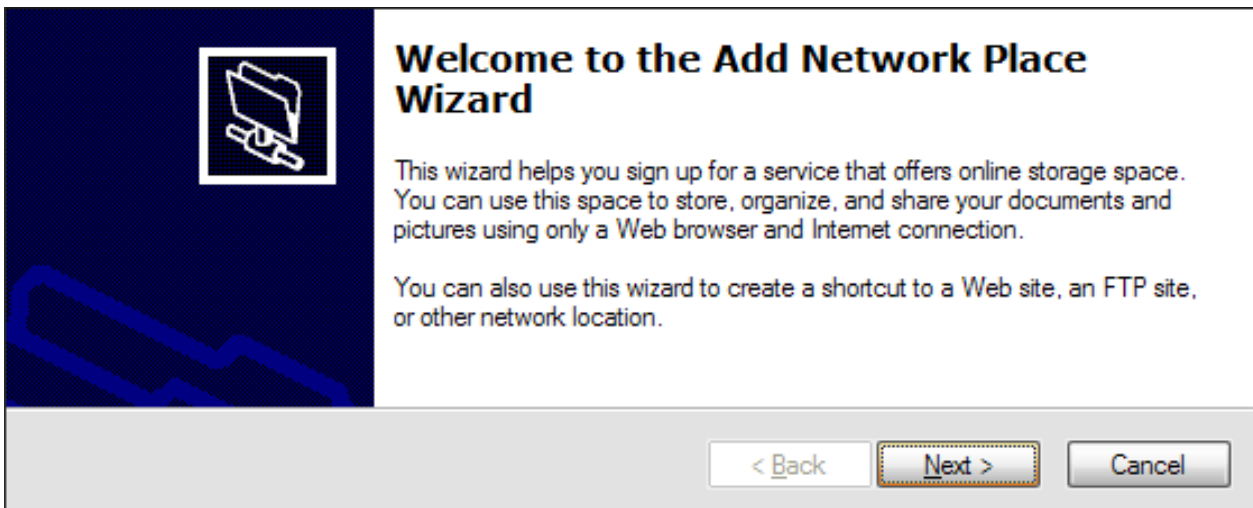 Welcome to the Add Network Place
Wizard
This wizard helps you sign up for a service that offers online storage space.
You can use this space to store, organize, and share your documents and
pictures using only a Web browser and Internet connection.
You can also use this wizard to create a shortcut to a Web site, an FTP site,
or other network location.
< Back Next > Cancel